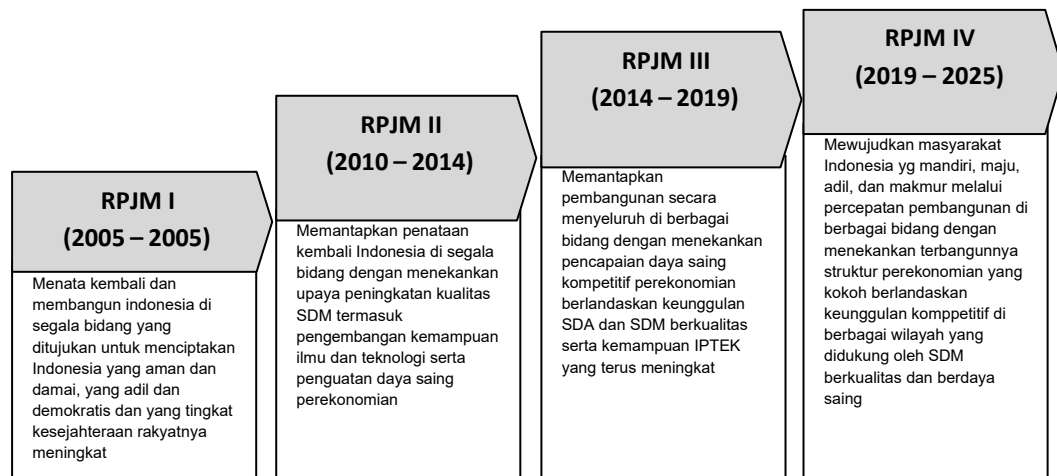 RPJM I
(2005 – 2005)
Menata kembali dan
membangun indonesia di
segala bidang yang
ditujukan untuk menciptakan
Indonesia yang aman dan
damai, yang adil dan
demokratis dan yang tingkat
kesejahteraan rakyatnya
meningkat
RPJM II
(2010 – 2014)
Memantapkan penataan
kembali Indonesia di segala
bidang dengan menekankan
upaya peningkatan kualitas
SDM termasuk
pengembangan kemampuan
ilmu dan teknologi serta
penguatan daya saing
perekonomian
RPJM III
(2014 – 2019)
Memantapkan
pembangunan secara
menyeluruh di berbagai
bidang dengan menekankan
pencapaian daya saing
kompetitif perekonomian
berlandaskan keunggulan
SDA dan SDM berkualitas
serta kemampuan IPTEK
yang terus meningkat
RPJM IV
(2019 – 2025)
Mewujudkan masyarakat
Indonesia yg mandiri, maju,
adil, dan makmur melalui
percepatan pembangunan di
berbagai bidang dengan
menekankan terbangunnya
struktur perekonomian yang
kokoh berlandaskan
keunggulan komppetitif di
berbagai wilayah yang
didukung oleh SDM
berkualitas dan berdaya
saing